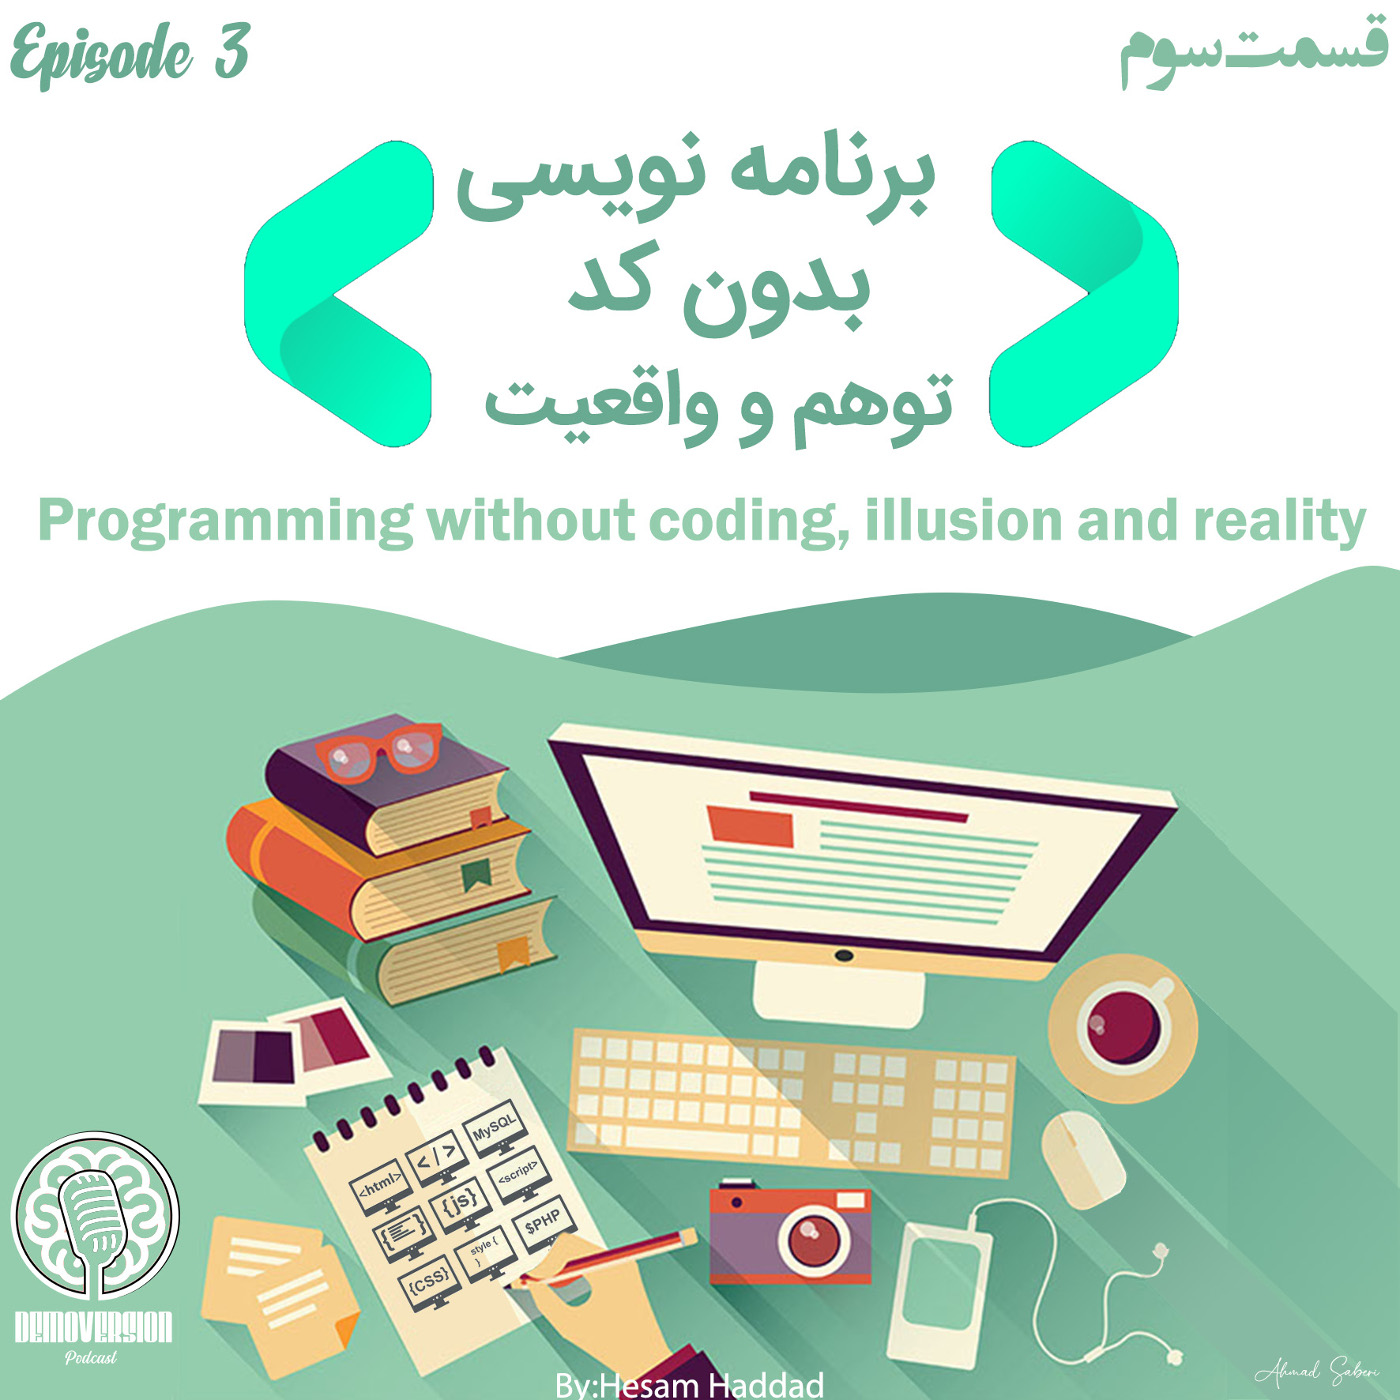 Episode 3
قسمت سوم
برنامه نویسی
بدون کد
توهم و واقعیت
Programming without coding, illusion and reality
MySQL
</>
<html>
<script>
{js}
{ }
$PHP
style {
}
{CSS}
DEMOVERSION
Podcast
By:Hesam Haddad
Ahmad Saberi